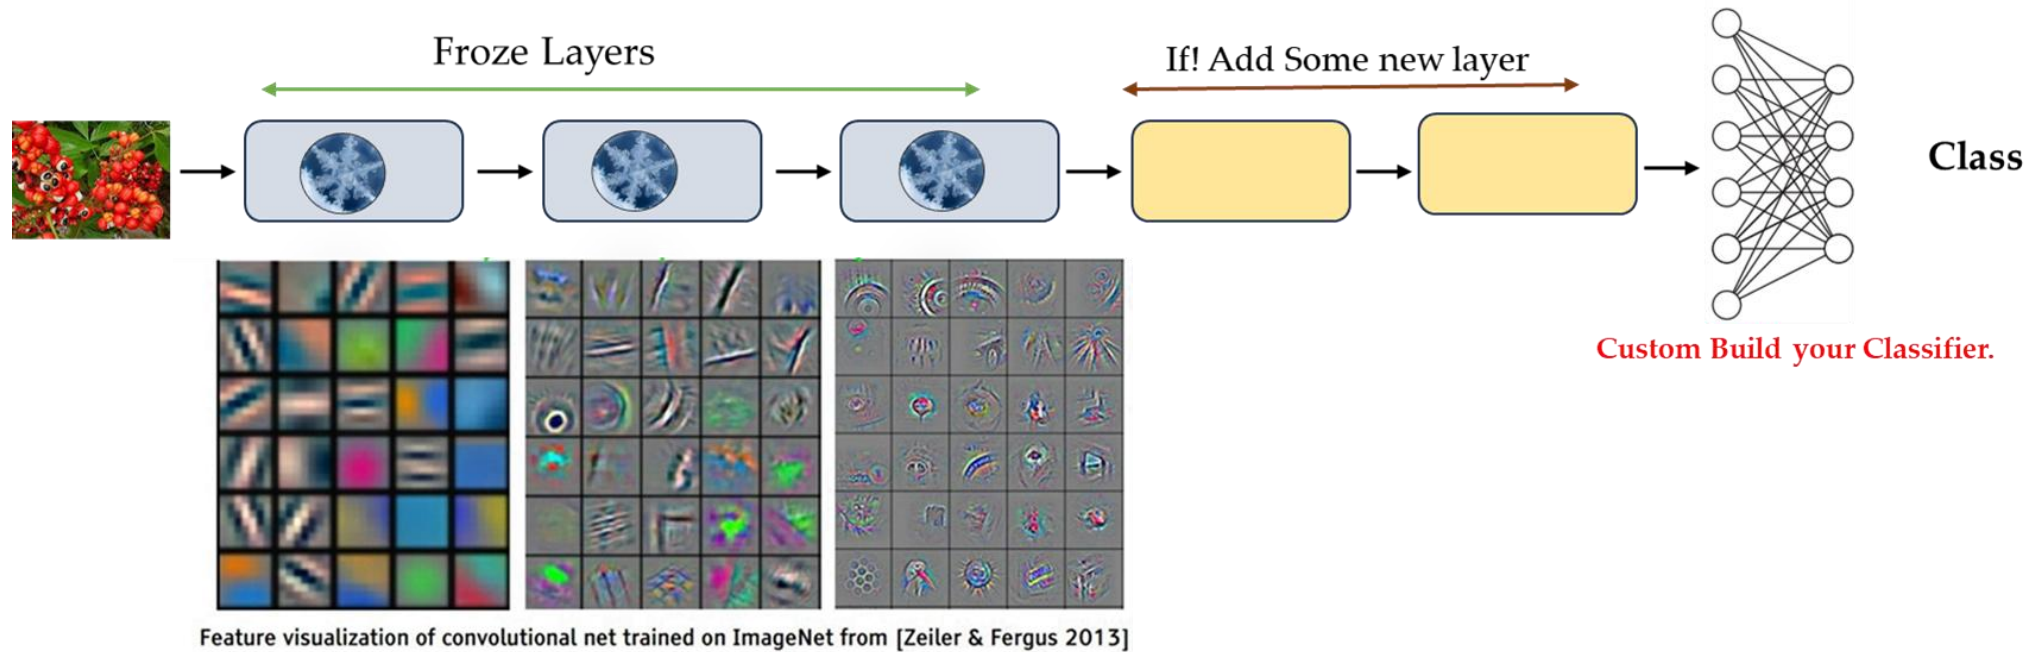 Froze Layers
If! Add Some new layer
Class
Custom Build your Classifier.
Feature visualization of convolutional net trained on ImageNet from [Zeiler & Fergus 2013]